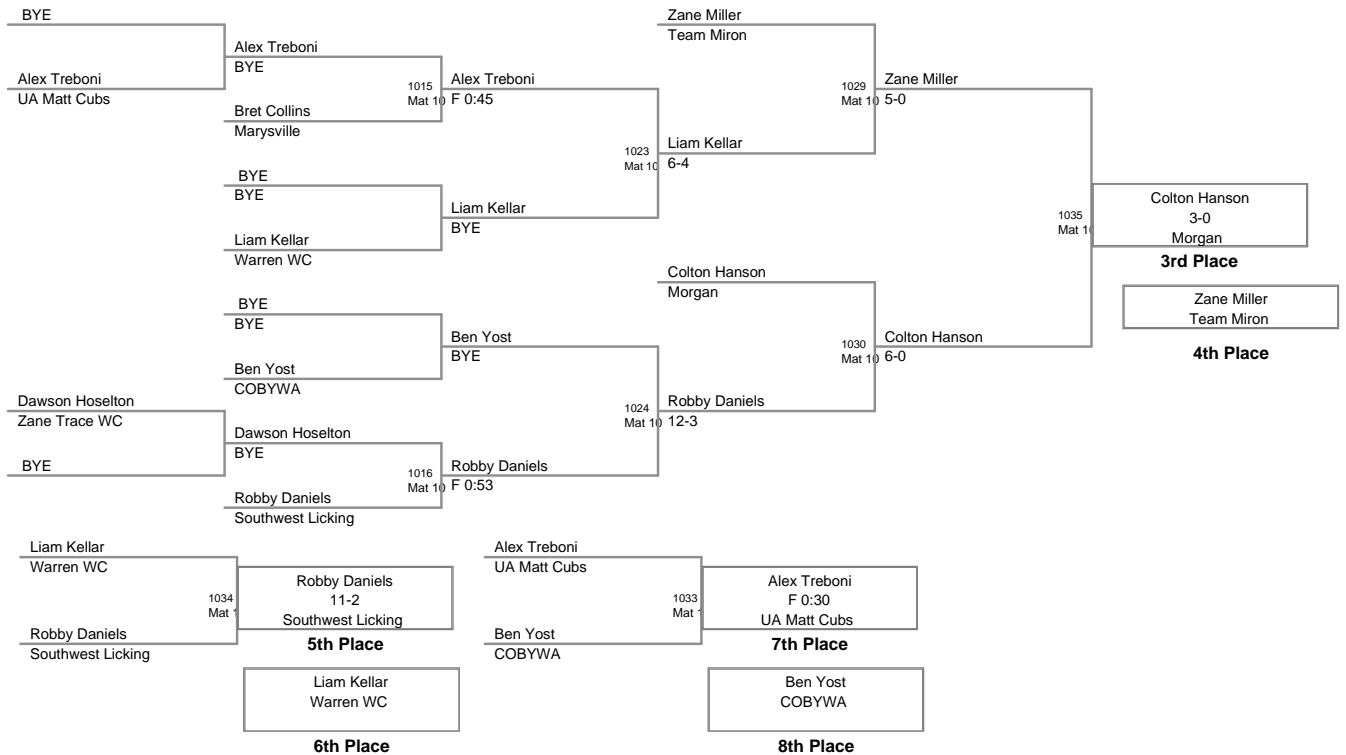 BYE
Alex Treboni
UA Matt Cubs
Alex Treboni
BYE
Bret Collins
Marysville
1015
Mat 10
Alex Treboni
F 0:45
BYE
BYE
Liam Kellar
Warren WC
Liam Kellar
BYE
1023
Mat 10
Liam Kellar
6-4
Zane Miller
Team Miron
1029
Mat 10
Zane Miller
5-0
BYE
BYE
Ben Yost
COBYWA
Ben Yost
BYE
Dawson Hoselton
Zane Trace WC
BYE
Dawson Hoselton
BYE
Robby Daniels
Southwest Licking
1016
Mat 10
Robby Daniels
F 0:53
1024
Mat 10
Robby Daniels
12-3
Colton Hanson
Morgan
1030
Mat 10
Colton Hanson
6-0
1035
Mat 10
Colton Hanson
3-0
Morgan
3rd Place
Zane Miller
Team Miron
4th Place
Liam Kellar
Warren WC
Robby Daniels
Southwest Licking
1034
Mat 1
Robby Daniels
11-2
Southwest Licking
5th Place
Liam Kellar
Warren WC
6th Place
Alex Treboni
UA Matt Cubs
Ben Yost
COBYWA
1033
Mat 1
Alex Treboni
F 0:30
UA Matt Cubs
7th Place
Ben Yost
COBYWA
8th Place